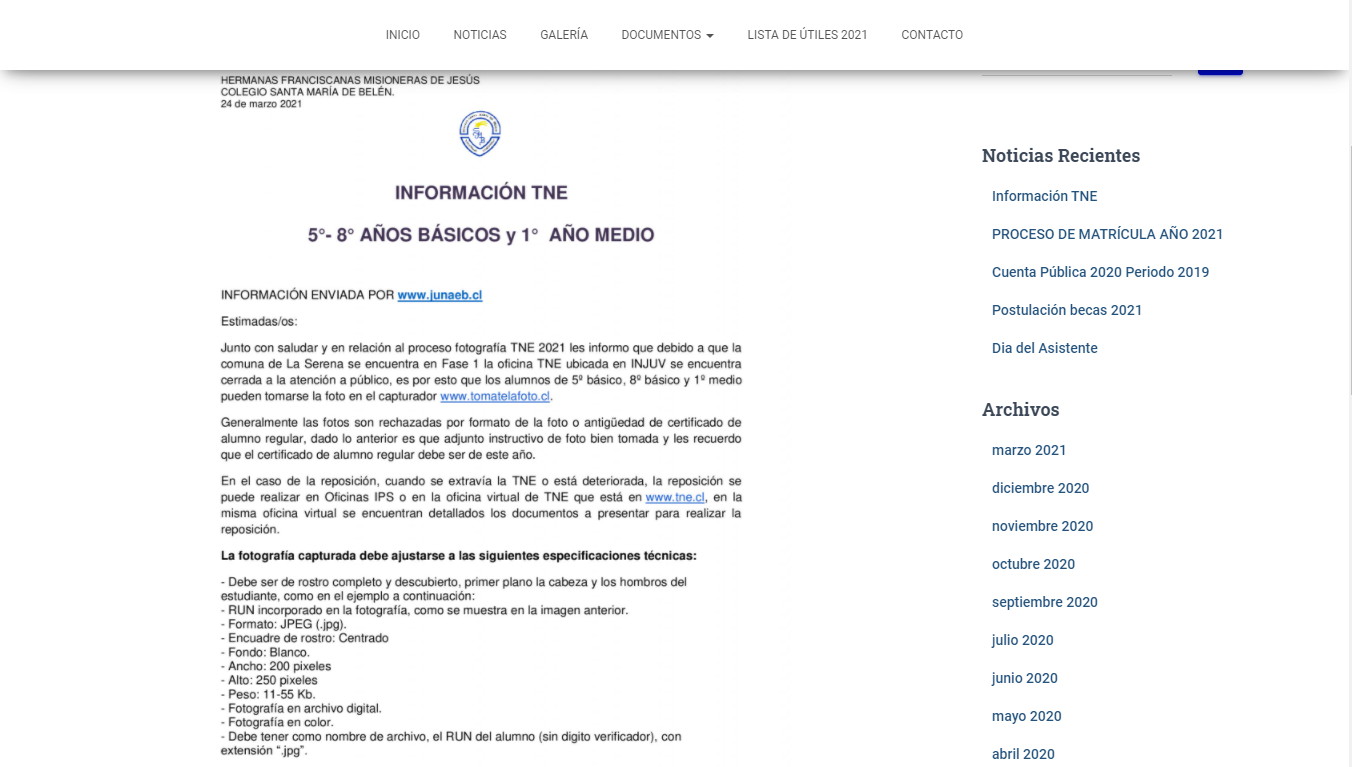 INICIO NOTICIAS GALERÍA DOCUMENTOS LISTA DE ÚTILES 2021 CONTACTO
HERMANAS FRANCISCANAS MISIONERAS DE JESÚS
COLEGIO SANTA MARÍA DE BELÉN.
24 de marzo 2021
INFORMACIÓN TNE
5°- 8° AÑOS BÁSICOS y 1° AÑO MEDIO
INFORMACIÓN ENVIADA POR www.junaeb.cl
Estimadas/os:
Junto con saludar y en relación al proceso fotografía TNE 2021 les informo que debido a que la
comuna de La Serena se encuentra en Fase 1 la oficina TNE ubicada en INJUV se encuentra
cerrada a la atención a público, es por esto que los alumnos de 5º básico, 8º básico y 1º medio
pueden tomarse la foto en el capturador www.tomatelafoto.cl.
Generalmente las fotos son rechazadas por formato de la foto o antigüedad de certificado de
alumno regular, dado lo anterior es que adjunto instructivo de foto bien tomada y les recuerdo
que el certificado de alumno regular debe ser de este año.
En el caso de la reposición, cuando se extravía la TNE o está deteriorada, la reposición se
puede realizar en Oficinas IPS o en la oficina virtual de TNE que está en www.tne.cl, en la
misma oficina virtual se encuentran detallados los documentos a presentar para realizar la
reposición.
La fotografía capturada debe ajustarse a las siguientes especificaciones técnicas:
- Debe ser de rostro completo y descubierto, primer plano la cabeza y los hombros del
estudiante, como en el ejemplo a continuación:
- RUN incorporado en la fotografía, como se muestra en la imagen anterior.
- Formato: JPEG (.jpg).
- Encuadre de rostro: Centrado
- Fondo: Blanco.
- Ancho: 200 pixeles
- Alto: 250 pixeles
- Peso: 11-55 Kb.
- Fotografía en archivo digital.
- Fotografía en color.
- Debe tener como nombre de archivo, el RUN del alumno (sin digito verificador), con
extensión “.jpg”.
Noticias Recientes
Información TNE
PROCESO DE MATRÍCULA AÑO 2021
Cuenta Pública 2020 Periodo 2019
Postulación becas 2021
Dia del Asistente
Archivos
marzo 2021
diciembre 2020
noviembre 2020
octubre 2020
septiembre 2020
julio 2020
junio 2020
mayo 2020
abril 2020